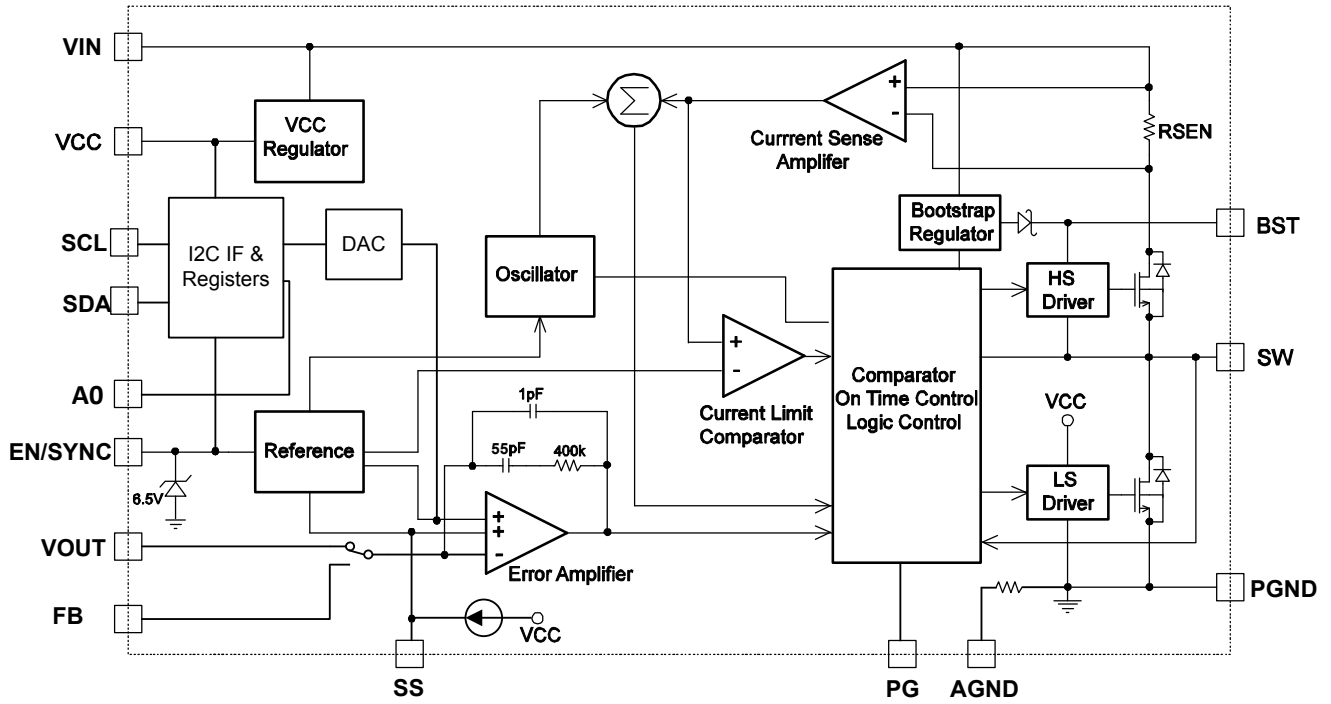 VIN
VCC
SCL
SDA
A0
EN/SYNC
VOUT
FB
VCC
Regulator
I2C IF &
Registers
DAC
Σ
Oscillator
Reference
6.5V
1pF
55pF
400k
+
+
-
Error Amplifier
VCC
SS
+
-
Currrent Sense
Amplifer
+
-
Current Limit
Comparator
Bootstrap
Regulator
Comparator
On Time Control
Logic Control
RSEN
HS
Driver
VCC
LS
Driver
BST
SW
PGND
PG
AGND